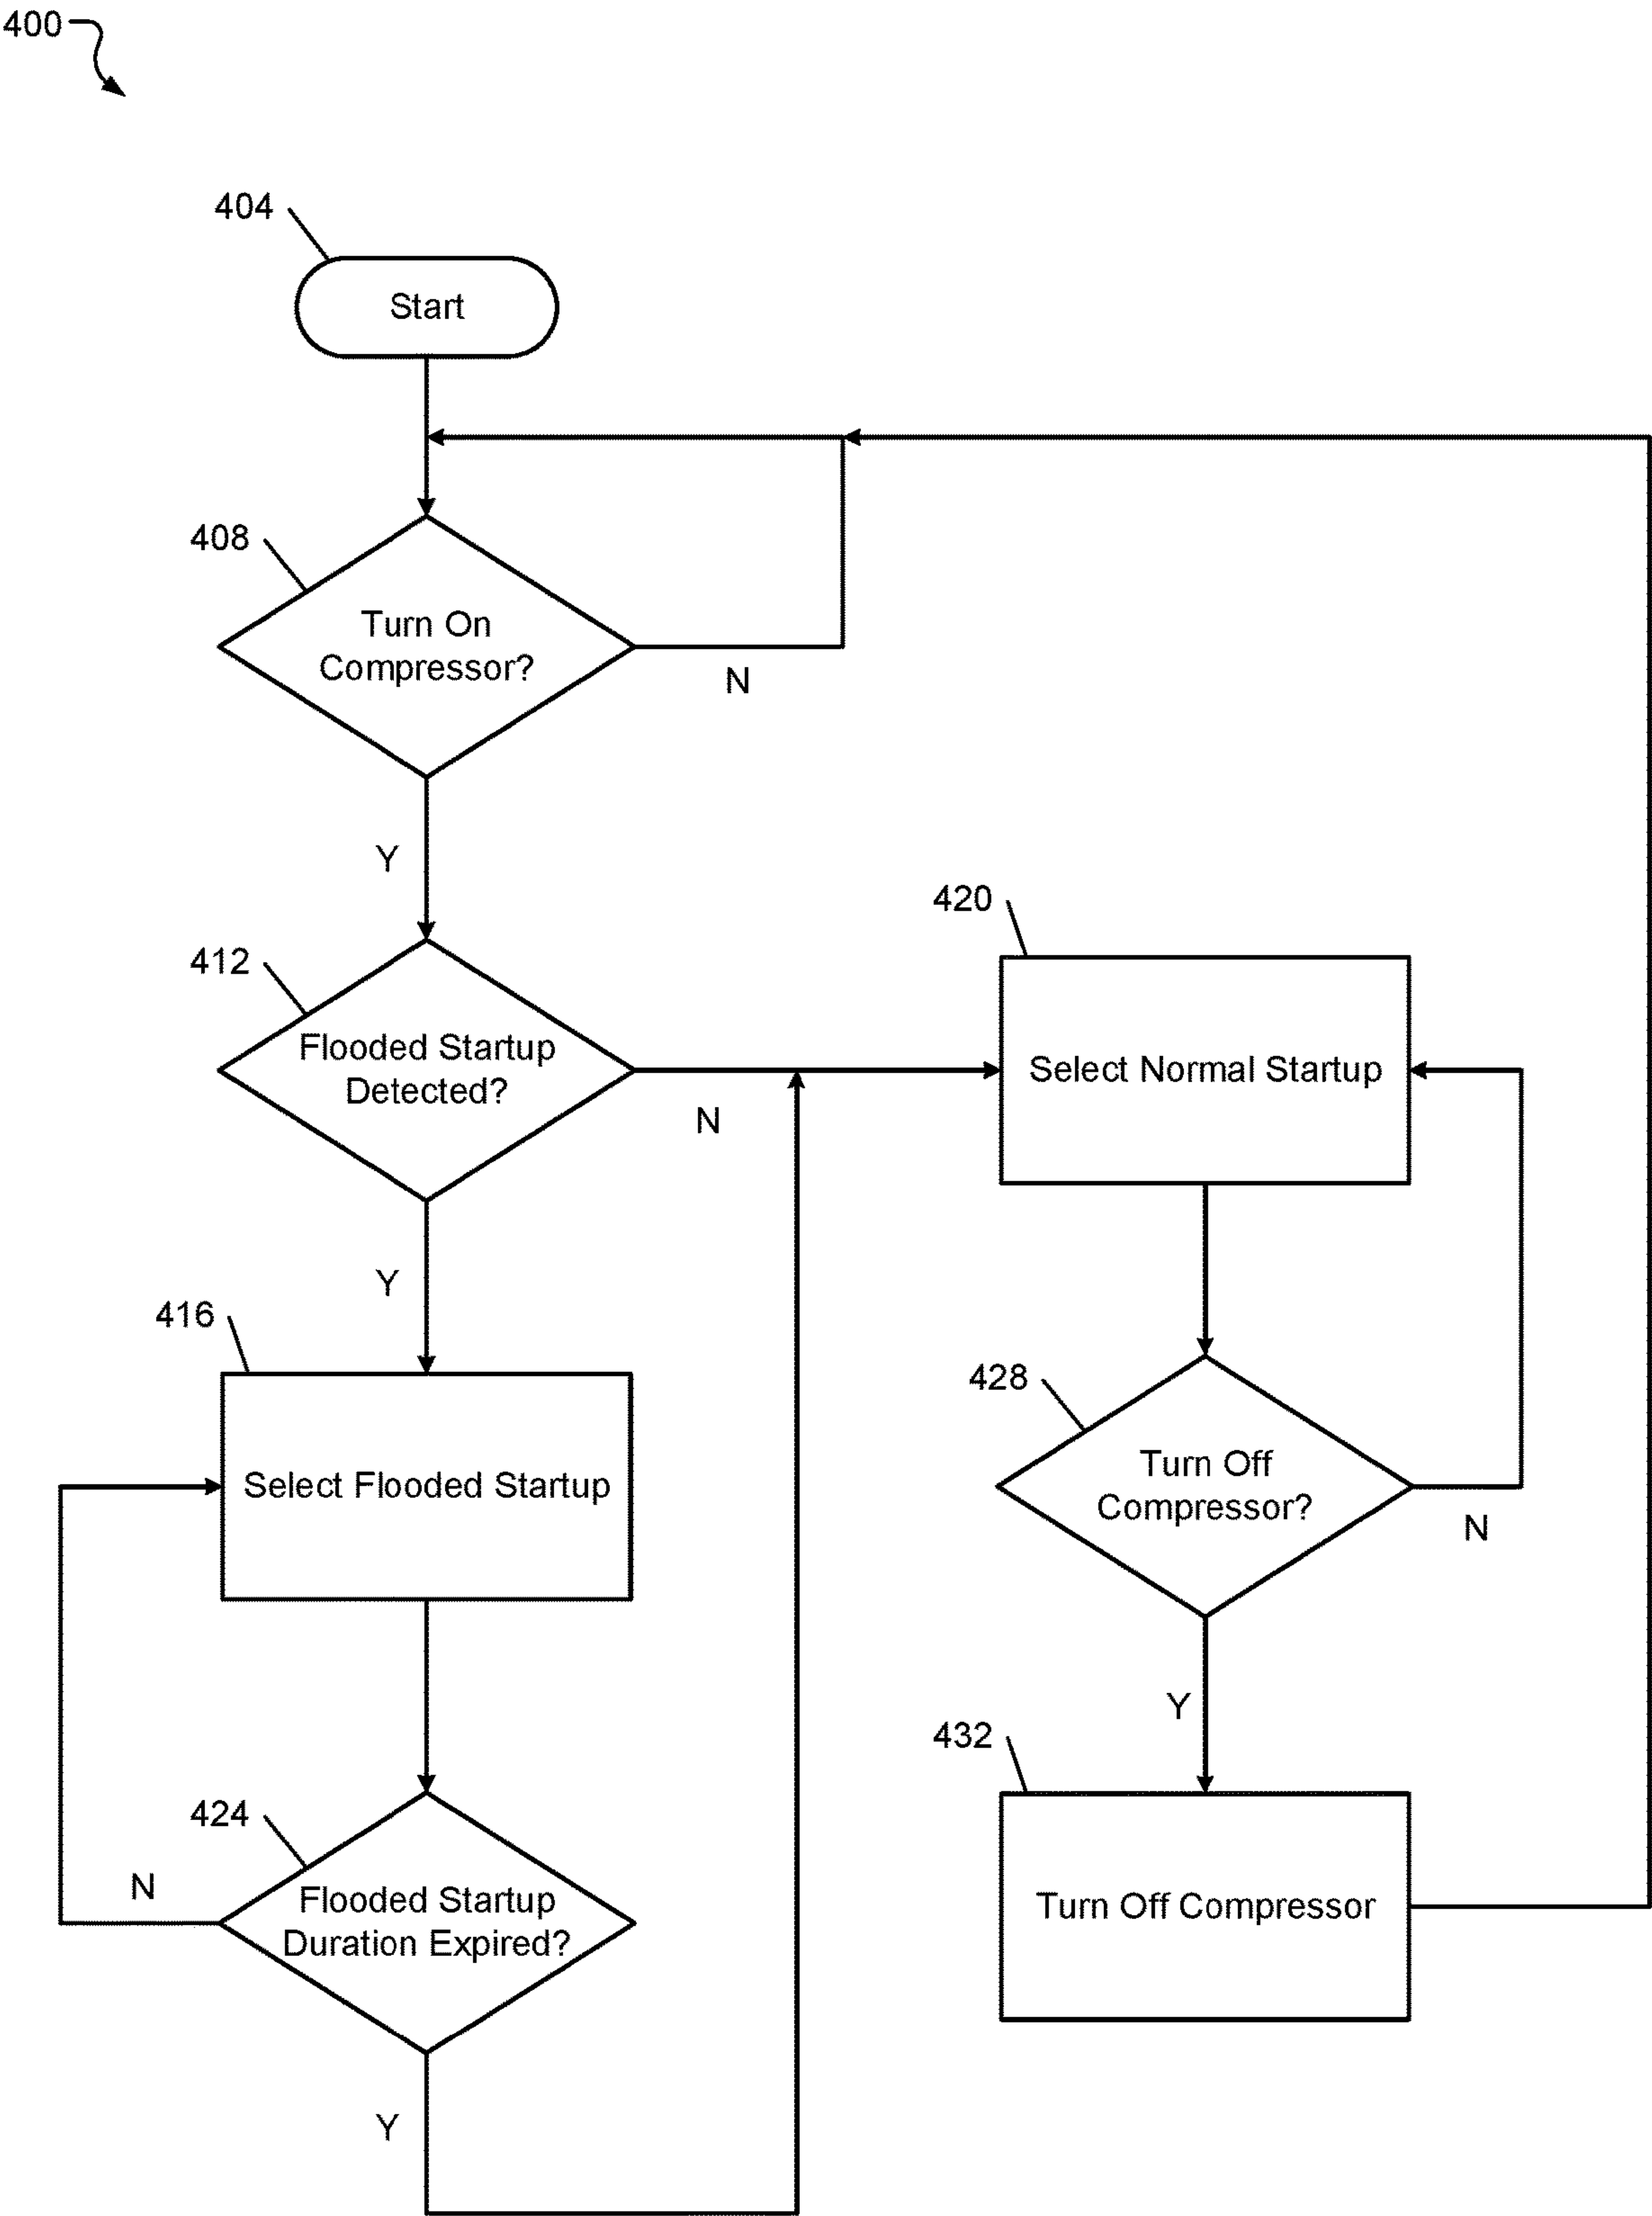 400
404
Start
408
Turn On
Compressor?
N
Y
412
Flooded Startup
Detected?
N
Y
416
Select Flooded Startup
424
Flooded Startup
Duration Expired?
N
Y
420
Select Normal Startup
428
Turn Off
Compressor?
N
Y
432
Turn Off Compressor